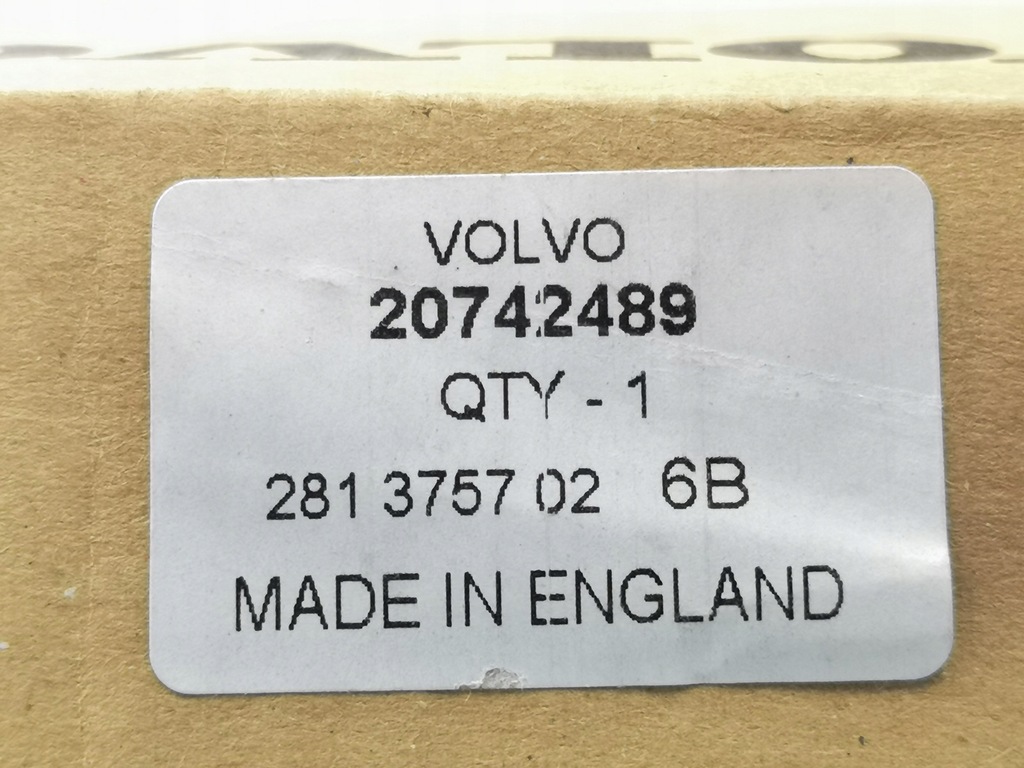 VOLVO
20742489
QTY - 1
281 3757 02 6B
MADE IN ENGLAND